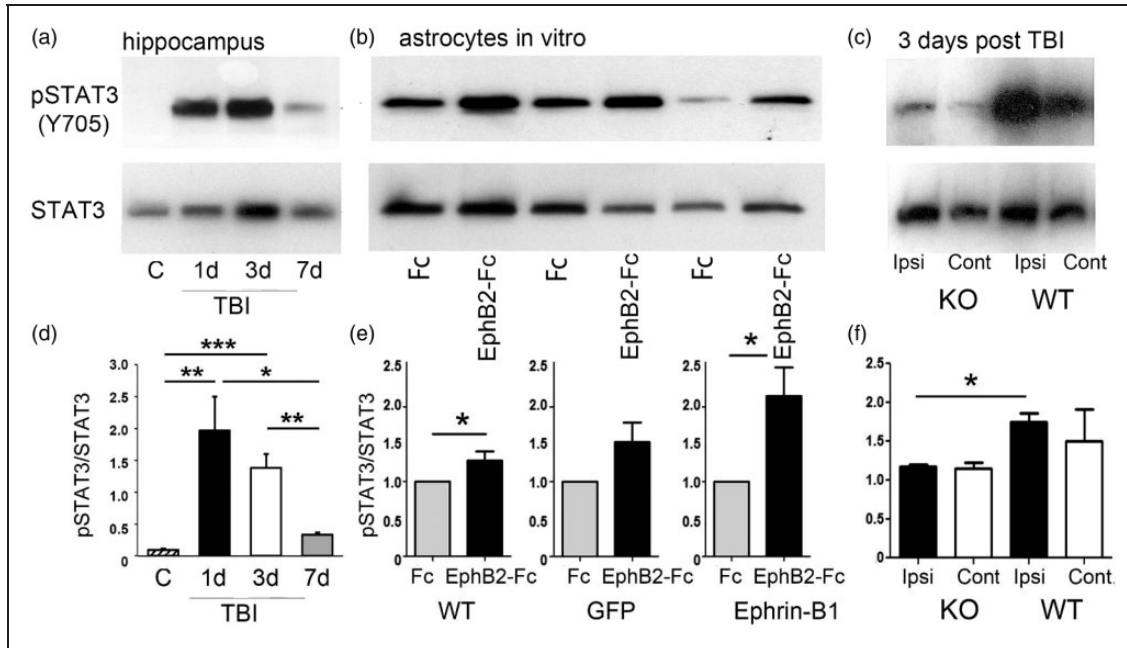 (a)
hippocampus
(b)
astrocytes in vitro
(c)
3 days post TBI
pSTAT3
(Y705)
STAT3
C 1d 3d 7d
TBI
Fc EphB2-Fc Fc EphB2-Fc Fc EphB2-Fc
Ipsi Cont Ipsi Cont
KO WT
(d)
pSTAT3/STAT3
3.0
2.5
2.0
1.5
1.0
0.5
0
***
** *
**
C 1d 3d 7d
TBI
(e)
pSTAT3/STAT3
2.5
2.0
1.5
1.0
0.5
0
*
Fc EphB2-Fc
WT
2.5
2.0
1.5
1.0
0.5
0
Fc EphB2-Fc
GFP
2.5
2.0
1.5
1.0
0.5
0
*
Fc EphB2-Fc
Ephrin-B1
(f)
2.5
2.0
1.5
1.0
0.5
0.0
*
Ipsi Cont Ipsi Cont.
KO WT